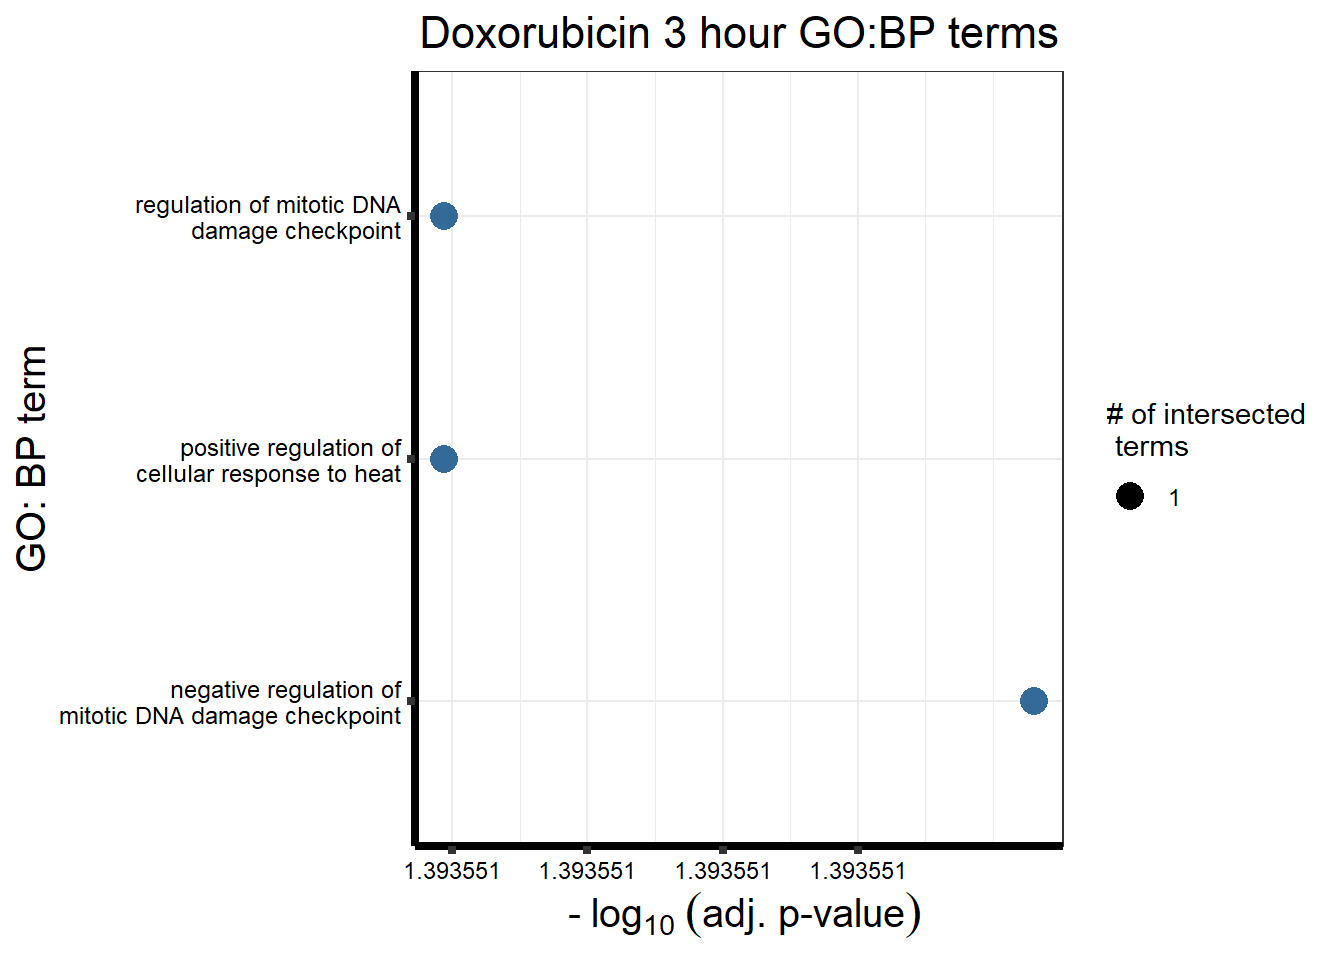 Doxorubicin 3 hour GO:BP terms
GO: BP term
regulation of mitotic DNA
damage checkpoint
positive regulation of
cellular response to heat
negative regulation of
mitotic DNA damage checkpoint
1.393551 1.393551 1.393551 1.393551
- log10 (adj. p-value)
# of intersected
terms
1